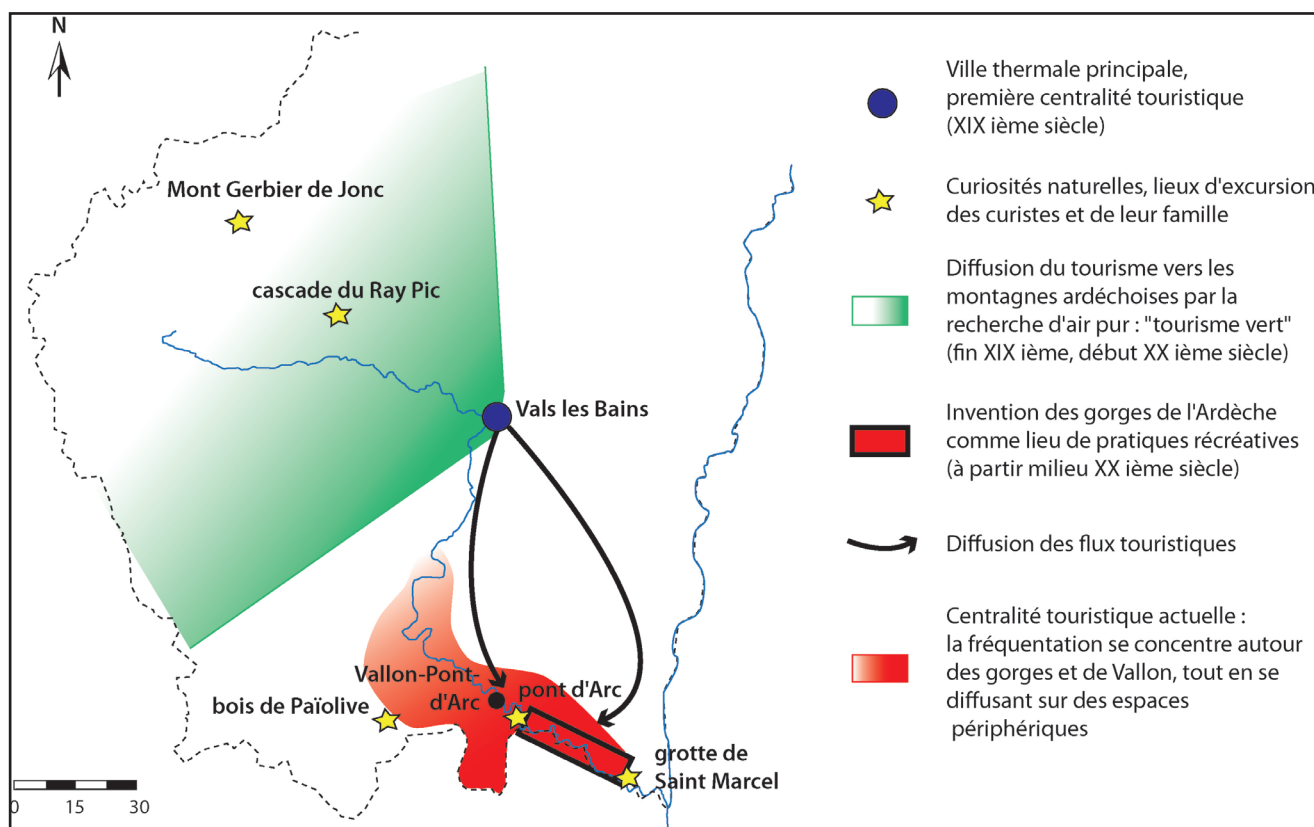 N
Mont Gerbier de Jonc
cascade du Ray Pic
Vals les Bains
Vallon-Pont-
d'Arc
pont d'Arc
bois de Païolive
grotte de
Saint Marcel
0 15 30
Ville thermale principale,
première centralité touristique
(XIX ième siècle)
Curiosités naturelles, lieux d'excursion
des curistes et de leur famille
Diffusion du tourisme vers les
montagnes ardéchoises par la
recherche d'air pur : "tourisme vert"
(fin XIX ième, début XX ième siècle)
Invention des gorges de l'Ardèche
comme lieu de pratiques récréatives
(à partir milieu XX ième siècle)
Diffusion des flux touristiques
Centralité touristique actuelle :
la fréquentation se concentre autour
des gorges et de Vallon, tout en se
diffusant sur des espaces
périphériques